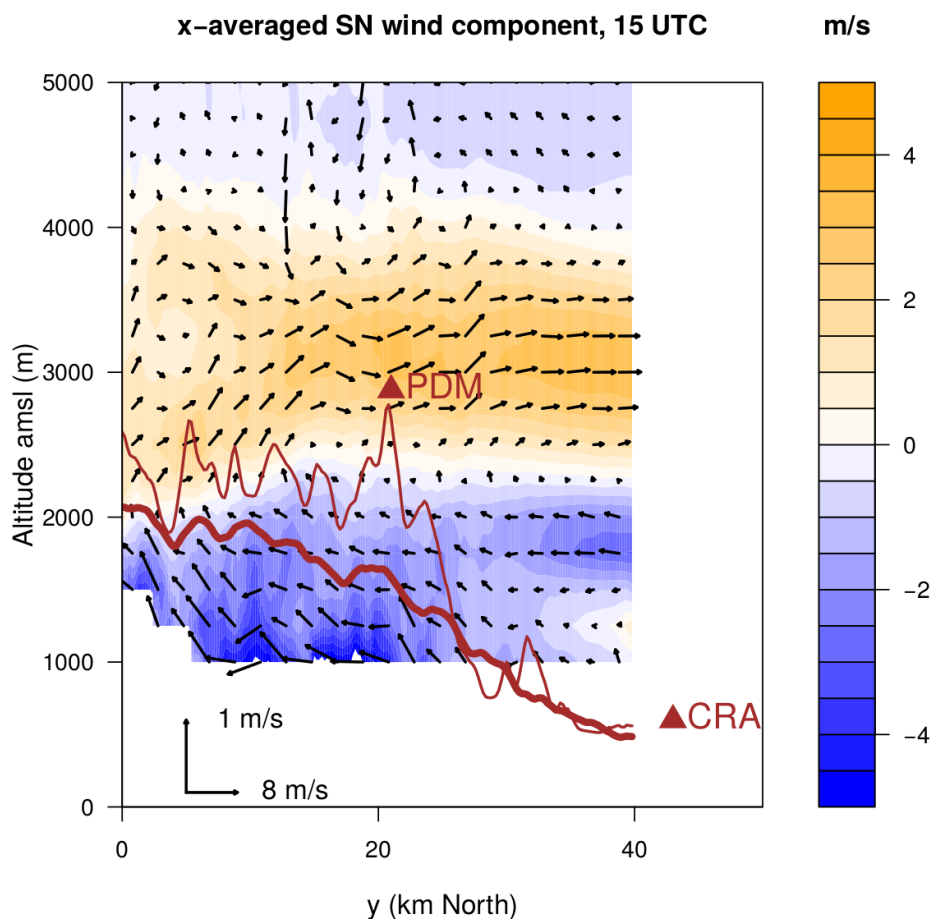 x−averaged SN wind component, 15 UTC
m/s
5000
4000
3000
2000
1000
0
Altitude amsl (m)
PDM
CRA
1 m/s
8 m/s
0
20
40
y (km North)
4
2
0
−2
−4